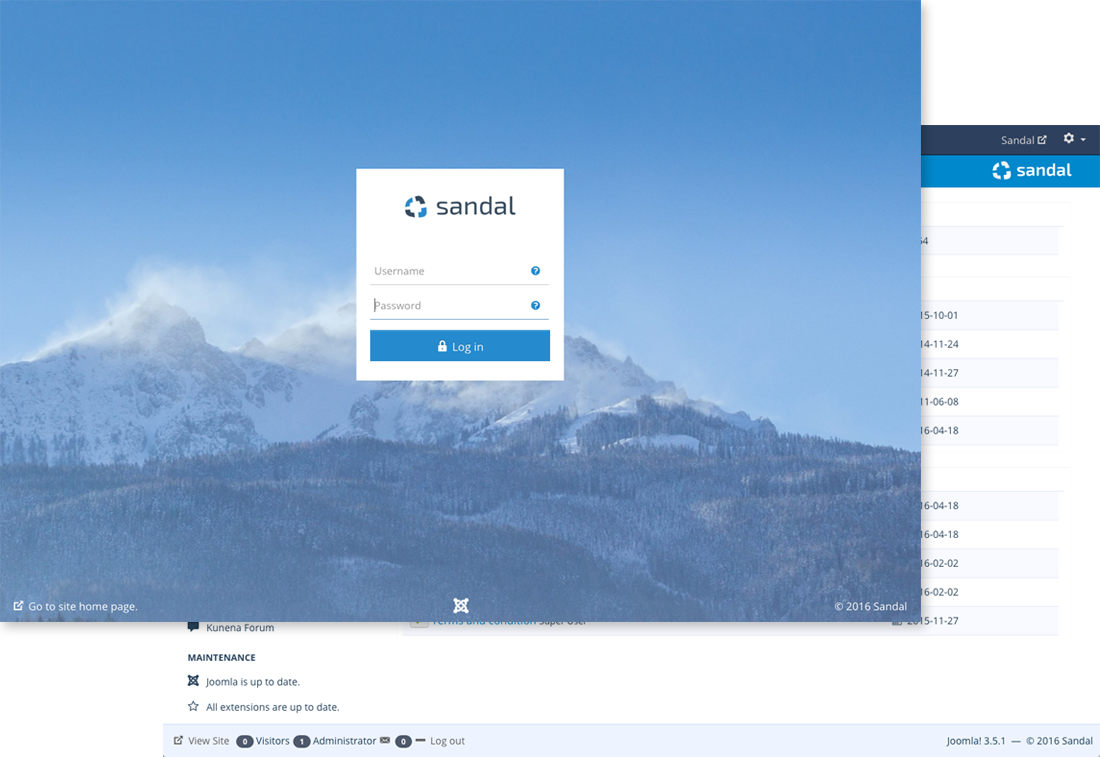 sandal
Username
Password
Log in
Go to site home page.
© 2016 Sandal
Sandal
sandal
64
15-10-01
14-11-24
14-11-27
11-06-08
16-04-18
16-04-18
16-04-18
16-02-02
16-02-02
Kunena Forum
Terms and condition Super User
2015-11-27
MAINTENANCE
Joomla is up to date.
All extensions are up to date.
View Site 0 Visitors 1 Administrator 0 Log out
Joomla! 3.5.1 — © 2016 Sandal